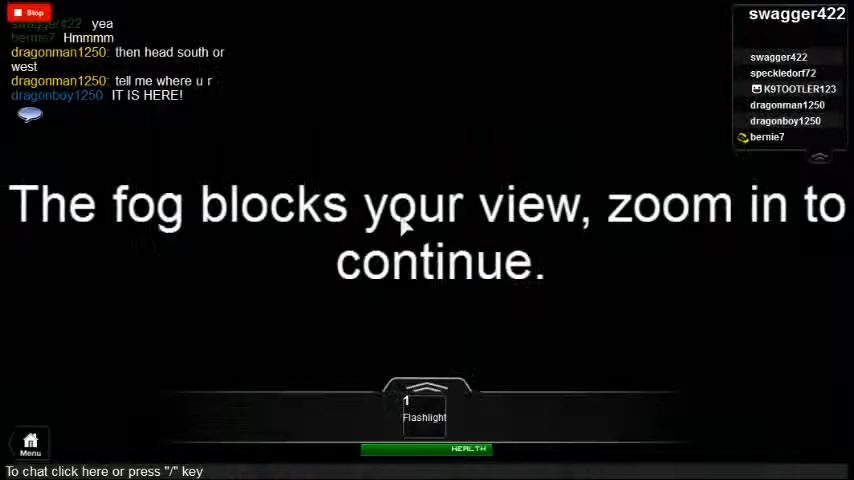 Stop
swagger422 yea
bernie7 Hmmmm
dragonman1250: then head south or
west
dragonman1250: tell me where u r
dragonboy1250 IT IS HERE!
swagger422
swagger422
speckledorf72
K9TOOTLER123
dragonman1250
dragonboy1250
bernie7
The fog blocks your view, zoom in to
continue.
1
Flashlight
HEALTH
Menu
To chat click here or press "/" key